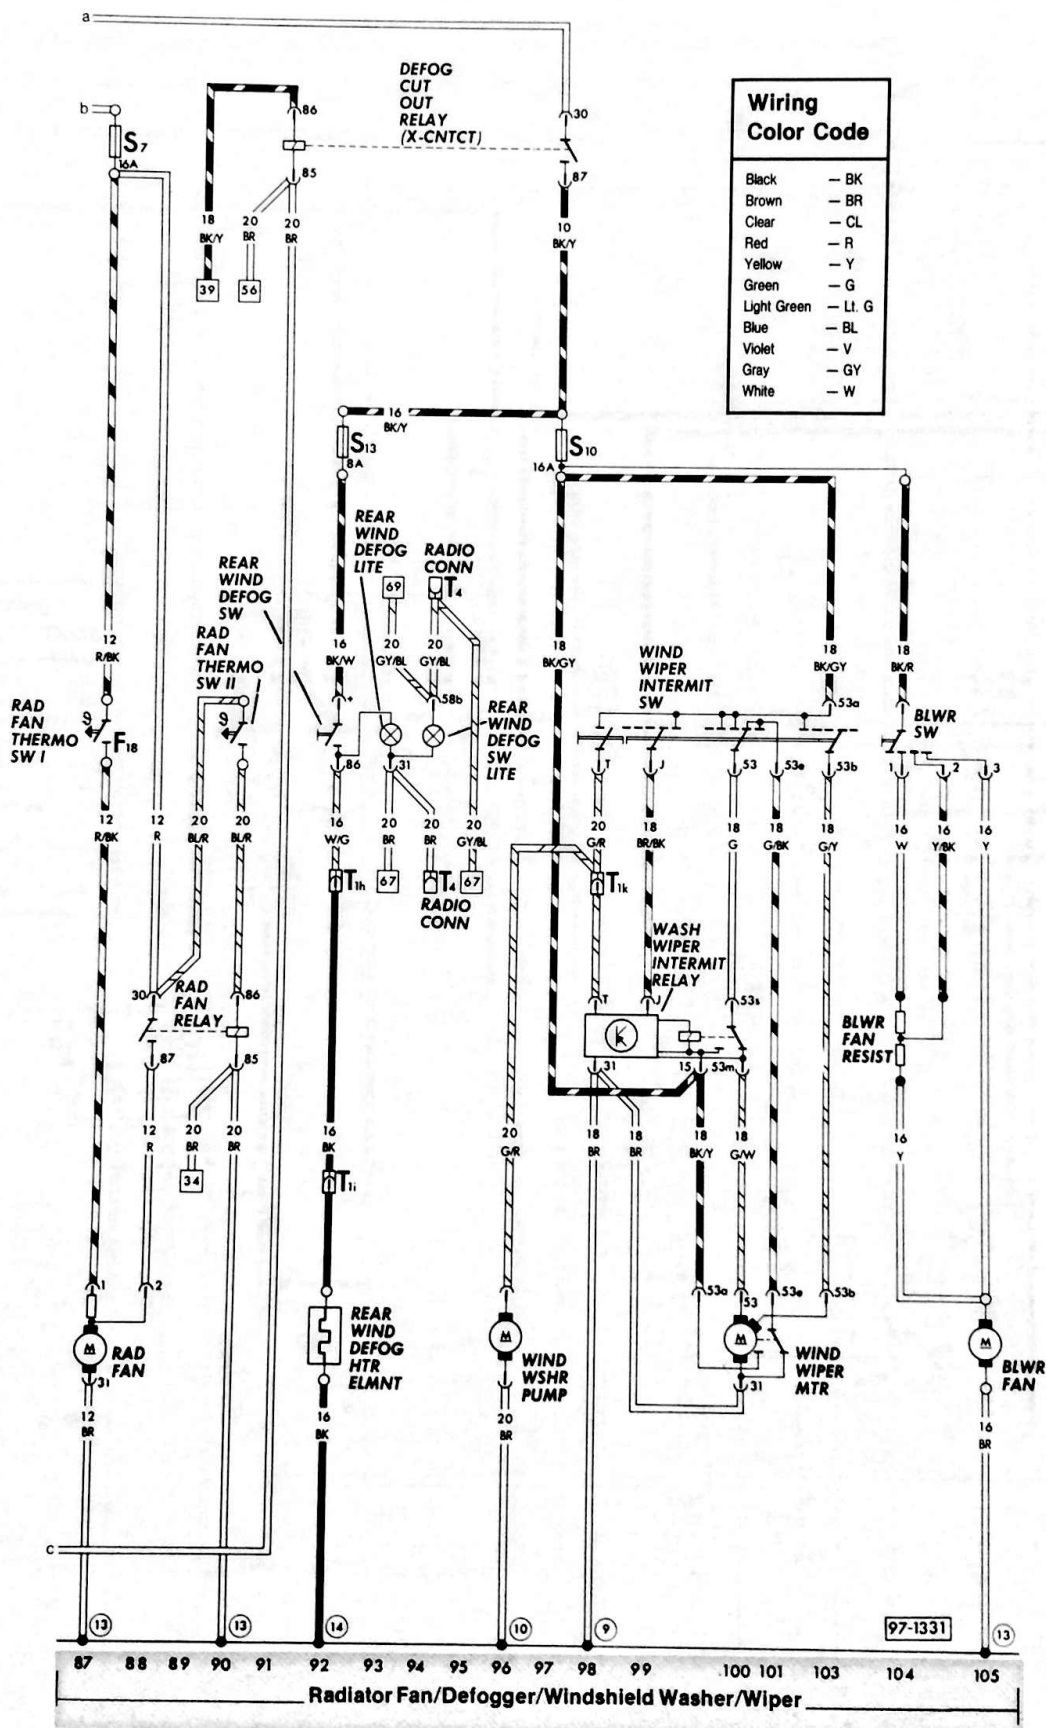 a
DEFOG
CUT
OUT
RELAY
(X-CNTCT)
30
87
b
S7
16A
86
85
Wiring
Color Code
Black — BK
Brown — BR
Clear — CL
Red — R
Yellow — Y
Green — G
Light Green — Lt. G
Blue — BL
Violet — V
Gray — GY
White — W
18
BK/Y
20
BR
20
BR
10
BK/Y
39
56
16
BK/Y
S13
8A
S10
16A
REAR
WIND
DEFOG
LITE
RADIO
CONN
T4
69
REAR
WIND
DEFOG
SW
RAD
FAN
THERMO
SW II
12
R/BK
16
BK/W
20
GY/BL
20
GY/BL
58b
18
BK/GY
WIND
WIPER
INTERMIT
SW
18
BK/GY
53a
18
BK/R
BLWR
SW
RAD
FAN
THERMO
SW I
F18
+
86
31
REAR
WIND
DEFOG
SW
LITE
T
J
53
53e
53b
1
2
3
12
R/BK
12
R
20
BL/R
20
BL/R
16
W/G
20
BR
20
BR
20
GY/BL
20
G/R
18
BR/BK
18
G
18
G/BK
18
G/Y
16
W
16
Y/BK
16
Y
T1h
67
T4
67
RADIO
CONN
T1k
WASH
WIPER
INTERMIT
RELAY
30
RAD
FAN
RELAY
86
T
J
53s
BLWR
FAN
RESIST
87
85
31
15
53m
12
R
20
BR
20
BR
34
16
BK
T1i
20
G/R
18
BR
18
BR
18
BK/Y
18
G/W
16
Y
1
2
53a
53
53e
53b
M
RAD
FAN
31
REAR
WIND
DEFOG
HTR
ELMNT
M
WIND
WSHR
PUMP
M
WIND
WIPER
MTR
31
M
BLWR
FAN
12
BR
16
BK
20
BR
16
BR
c
13
13
14
10
9
97-1331
13
87 88 89 90 91 92 93 94 95 96 97 98 99 100 101 103 104 105
Radiator Fan/Defogger/Windshield Washer/Wiper